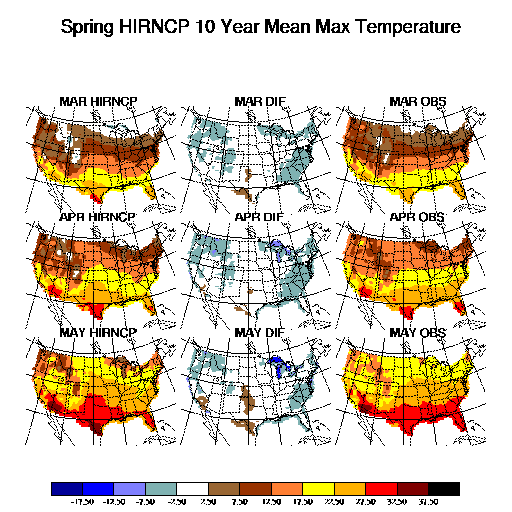 Spring HIRNCP 10 Year Mean Max Temperature
MAR HIRNCP MAR DIF MAR OBS
APR HIRNCP APR DIF APR OBS
MAY HIRNCP MAY DIF MAY OBS
-17.50 -12.50 -7.50 -2.50 2.50 7.50 12.50 17.50 22.50 27.50 32.50 37.50